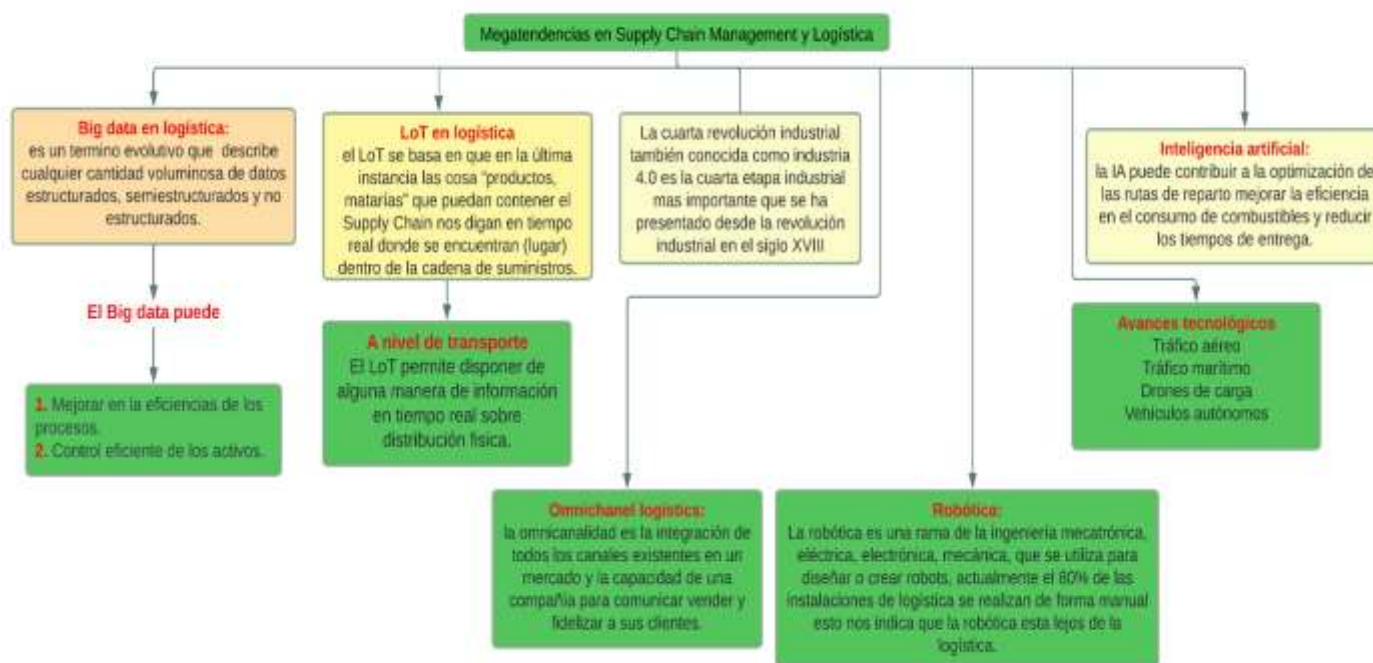 Megatendencias en Supply Chain Management y Logística
Big data en logística:
es un termino evolutivo que describe
cualquier cantidad voluminosa de datos
estructurados, semiestructurados y no
estructurados.
El Big data puede
1. Mejorar en la eficiencias de los
procesos.
2. Control eficiente de los activos.
LoT en logística
el LoT se basa en que en la última
instancia las cosa "productos,
matarías" que puedan contener el
Supply Chain nos digan en tiempo
real donde se encuentran (lugar)
dentro de la cadena de suministros.
A nivel de transporte
El LoT permite disponer de
alguna manera de información
en tiempo real sobre
distribución física.
La cuarta revolución industrial
también conocida como industria
4.0 es la cuarta etapa industrial
mas importante que se ha
presentado desde la revolución
industrial en el siglo XVIII
Inteligencia artificial:
la IA puede contribuir a la optimización de
las rutas de reparto mejorar la eficiencia
en el consumo de combustibles y reducir
los tiempos de entrega.
Avances tecnológicos
Tráfico aéreo
Tráfico marítimo
Drones de carga
Vehículos autónomos
Omnichanel logística:
la omnicanalidad es la integración de
todos los canales existentes en un
mercado y la capacidad de una
compañía para comunicar vender y
fidelizar a sus clientes.
Robótica:
La robótica es una rama de la ingeniería mecatrónica,
eléctrica, electrónica, mecánica, que se utiliza para
diseñar o crear robots, actualmente el 80% de las
instalaciones de logística se realizan de forma manual
esto nos indica que la robótica esta lejos de la
logística.